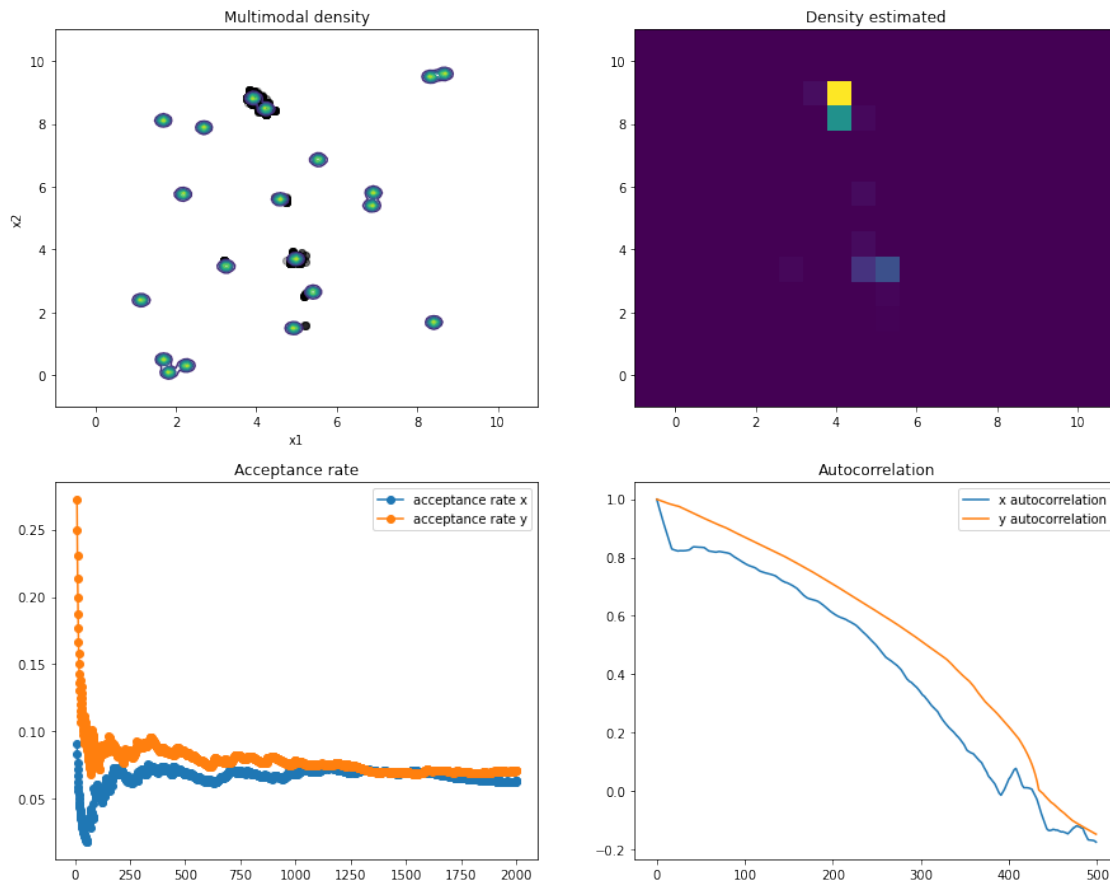 Multimodal density
10
8
6
4
2
0
x2
0 2 4 6 8 10
x1
Density estimated
10
8
6
4
2
0
0 2 4 6 8 10
Acceptance rate
acceptance rate x
acceptance rate y
0.25
0.20
0.15
0.10
0.05
0 250 500 750 1000 1250 1500 1750 2000
Autocorrelation
x autocorrelation
y autocorrelation
1.0
0.8
0.6
0.4
0.2
0.0
−0.2
0 100 200 300 400 500